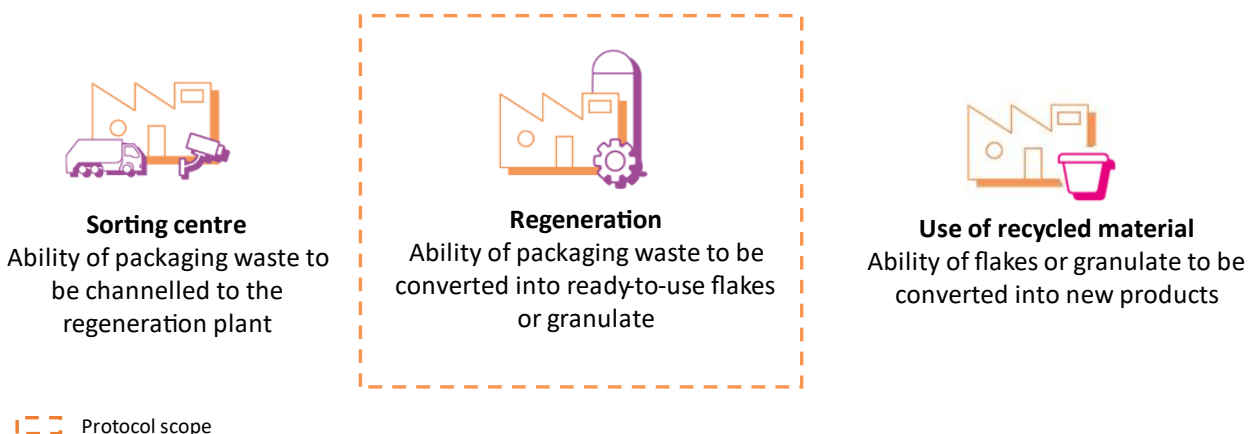 Sorting centre
Ability of packaging waste to
be channelled to the
regeneration plant
Regeneration
Ability of packaging waste to be
converted into ready-to-use flakes
or granulate
Use of recycled material
Ability of flakes or granulate to be
converted into new products
Protocol scope